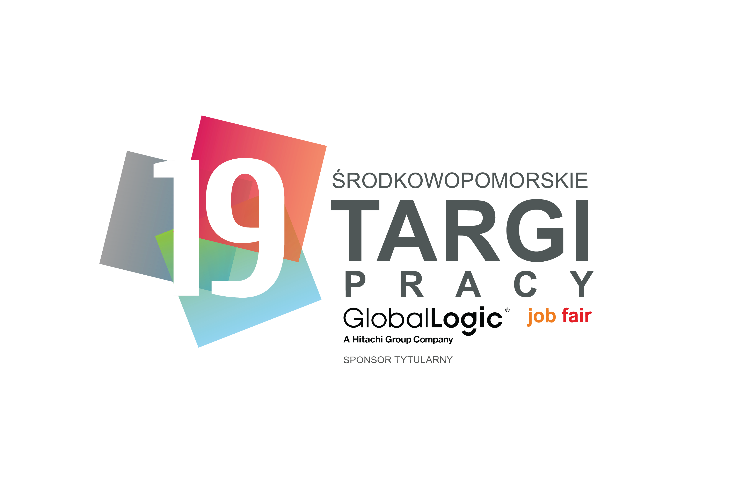 19
ŚRODKOWOPOMORSKIE
TARGI
PRACY
GlobalLogic®
job fair
A Hitachi Group Company
SPONSOR TYTULARNY